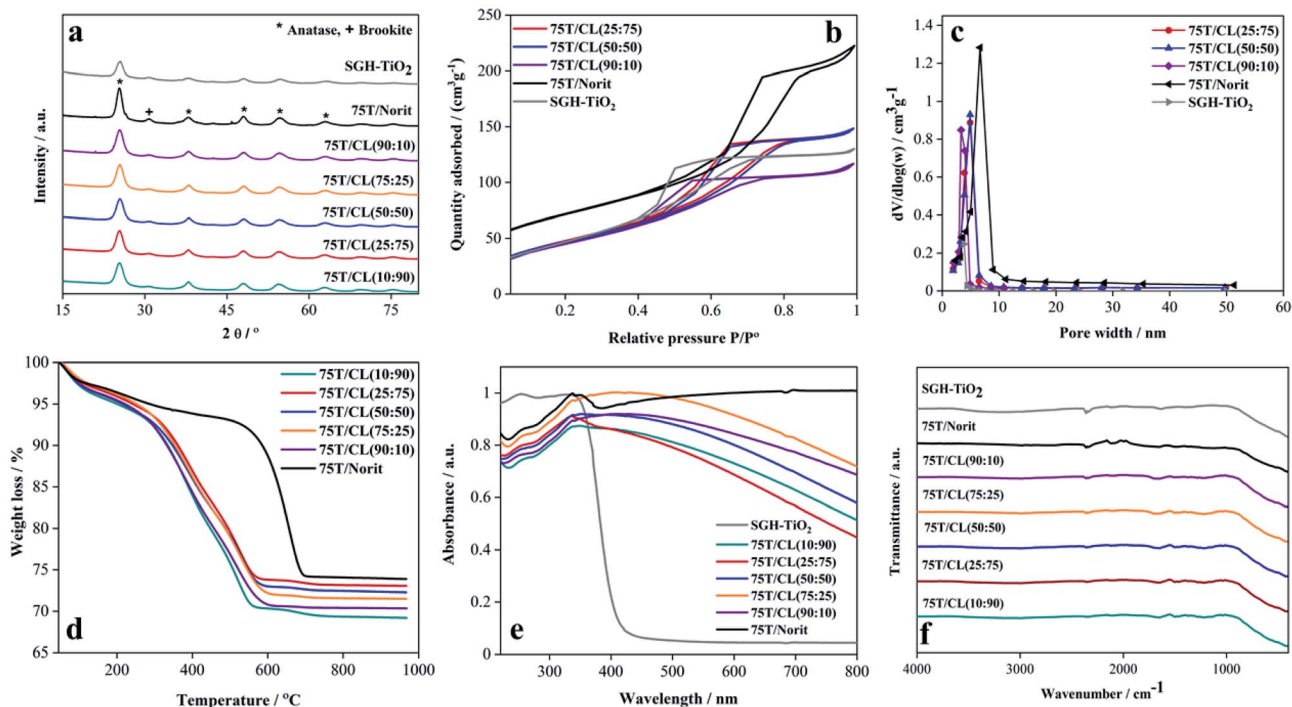 a
* Anatase, + Brookite
SGH-TiO2
*
75T/Norit
+
*
*
*
*
75T/CL(90:10)
75T/CL(75:25)
75T/CL(50:50)
75T/CL(25:75)
75T/CL(10:90)
Intensity / a.u.
15 30 45 60 75
2 θ / º
b
75T/CL(25:75)
75T/CL(50:50)
75T/CL(90:10)
75T/Norit
SGH-TiO2
Quantity adsorbed / (cm3g-1)
250
200
150
100
50
0
0.2 0.4 0.6 0.8 1
Relative pressure P/Pº
c
75T/CL(25:75)
75T/CL(50:50)
75T/CL(90:10)
75T/Norit
SGH-TiO2
dV/dlog(w) / cm3g-1
1.4
1.2
1
0.8
0.6
0.4
0.2
0
0 10 20 30 40 50 60
Pore width / nm
d
75T/CL(10:90)
75T/CL(25:75)
75T/CL(50:50)
75T/CL(75:25)
75T/CL(90:10)
75T/Norit
Weight loss / %
100
95
90
85
80
75
70
65
200 400 600 800 1000
Temperature / ºC
e
SGH-TiO2
75T/CL(10:90)
75T/CL(25:75)
75T/CL(50:50)
75T/CL(75:25)
75T/CL(90:10)
75T/Norit
Absorbance / a.u.
1
0.8
0.6
0.4
0.2
0
300 400 500 600 700 800
Wavelength / nm
f
SGH-TiO2
75T/Norit
75T/CL(90:10)
75T/CL(75:25)
75T/CL(50:50)
75T/CL(25:75)
75T/CL(10:90)
Transmittance / a.u.
4000 3000 2000 1000
Wavenumber / cm-1